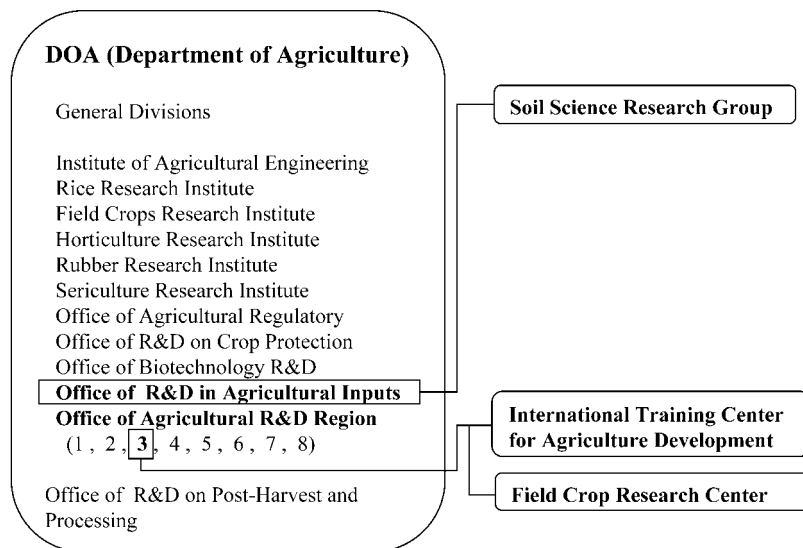 DOA (Department of Agriculture)
General Divisions
Institute of Agricultural Engineering
Rice Research Institute
Field Crops Research Institute
Horticulture Research Institute
Rubber Research Institute
Sericulture Research Institute
Office of Agricultural Regulatory
Office of R&D on Crop Protection
Office of Biotechnology R&D
Office of R&D in Agricultural Inputs
Office of Agricultural R&D Region
(1 , 2 , 3 , 4 , 5 , 6 , 7 , 8)
Office of R&D on Post-Harvest and
Processing
Soil Science Research Group
International Training Center
for Agriculture Development
Field Crop Research Center